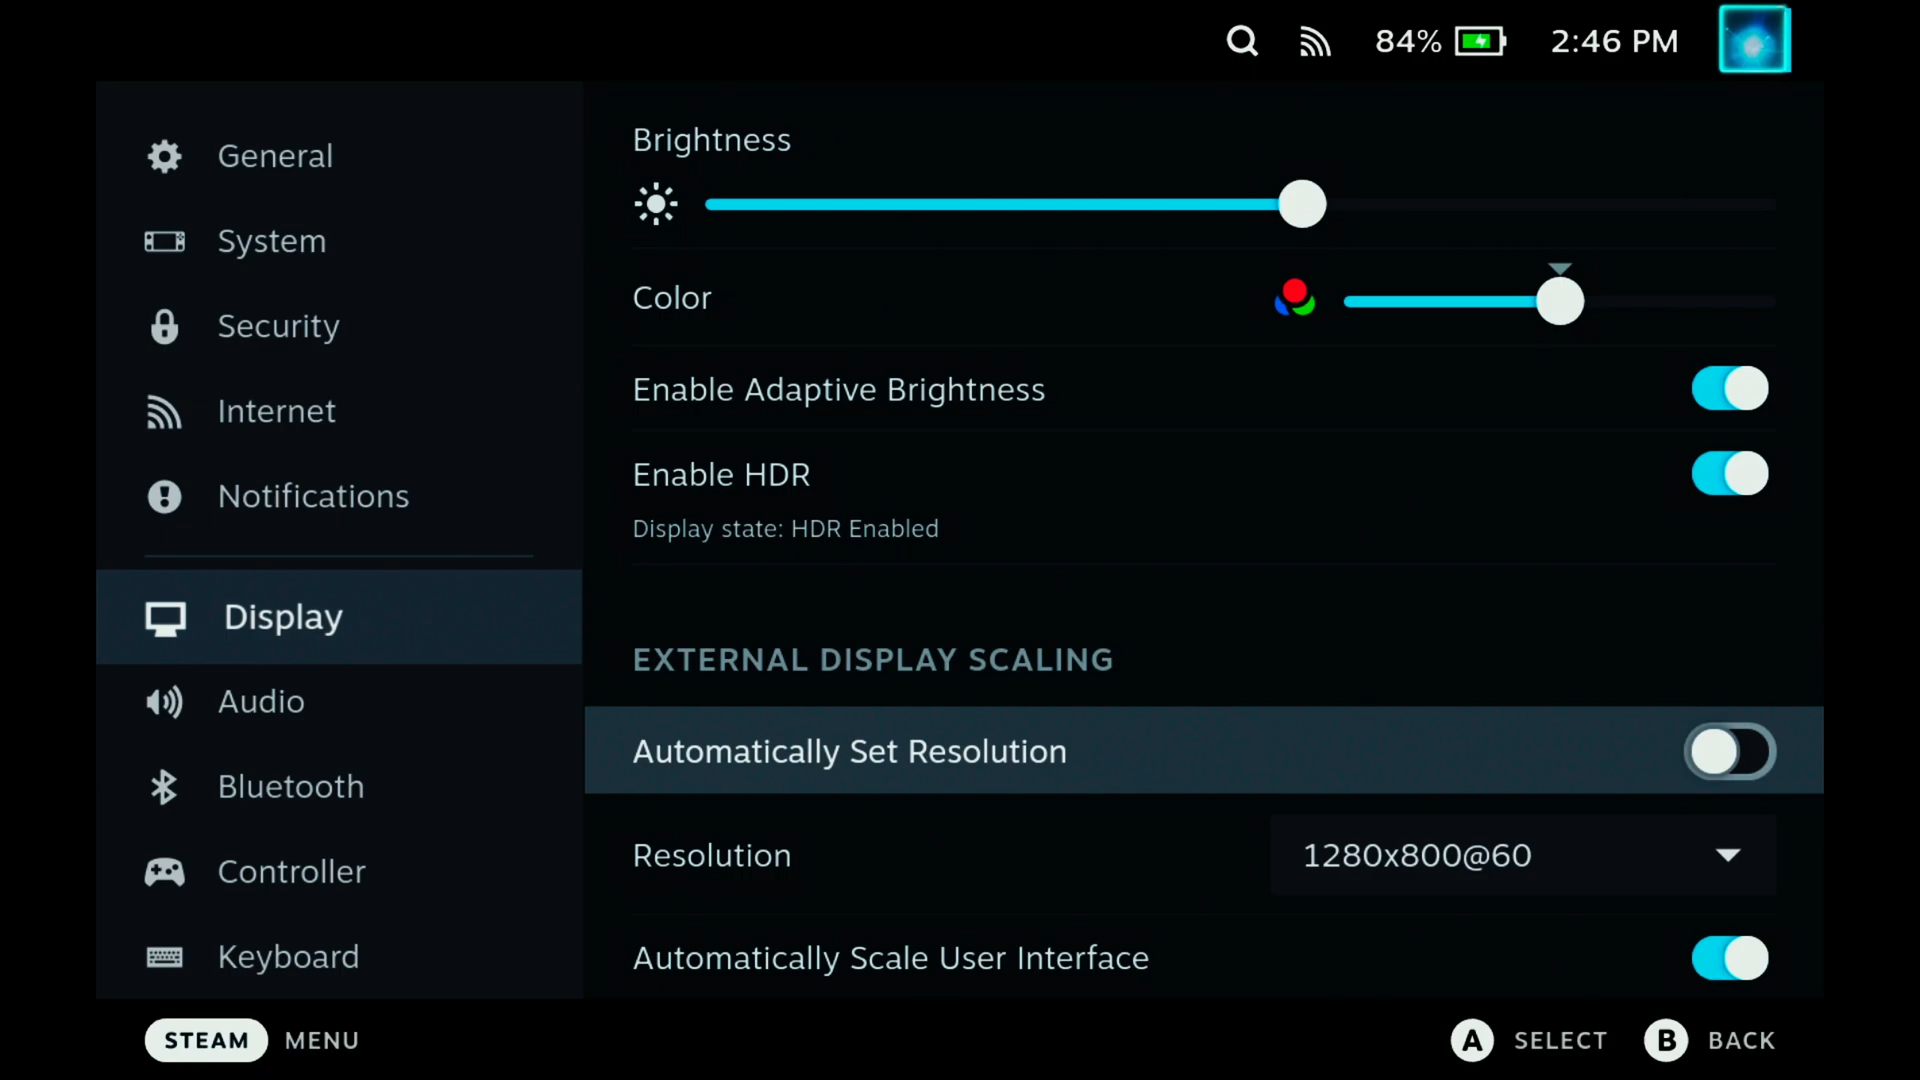 84%
2:46 PM
General
System
Security
Internet
Notifications
Display
Audio
Bluetooth
Controller
Keyboard
Brightness
Color
Enable Adaptive Brightness
Enable HDR
Display state: HDR Enabled
EXTERNAL DISPLAY SCALING
Automatically Set Resolution
Resolution
1280x800@60
Automatically Scale User Interface
STEAM MENU
A SELECT
B BACK